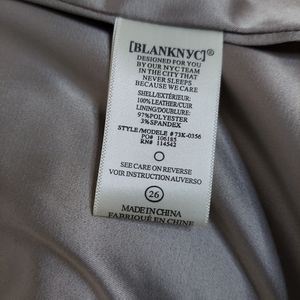 [BLANKNYC]®
DESIGNED FOR YOU
BY OUR NYC TEAM
IN THE CITY THAT
NEVER SLEEPS
BECAUSE WE CARE
SHELL/EXTÉRIEUR:
100%LEATHER/CUIR
LINING/DOUBLURE:
97%POLYESTER
3%SPANDEX
STYLE/MODELE # 73K-0356
PO# 106185
RN# 114542
SEE CARE ON REVERSE
VOIR INSTRUCTION AUVERSO
26
MADE IN CHINA
FABRIQUÉ EN CHINE